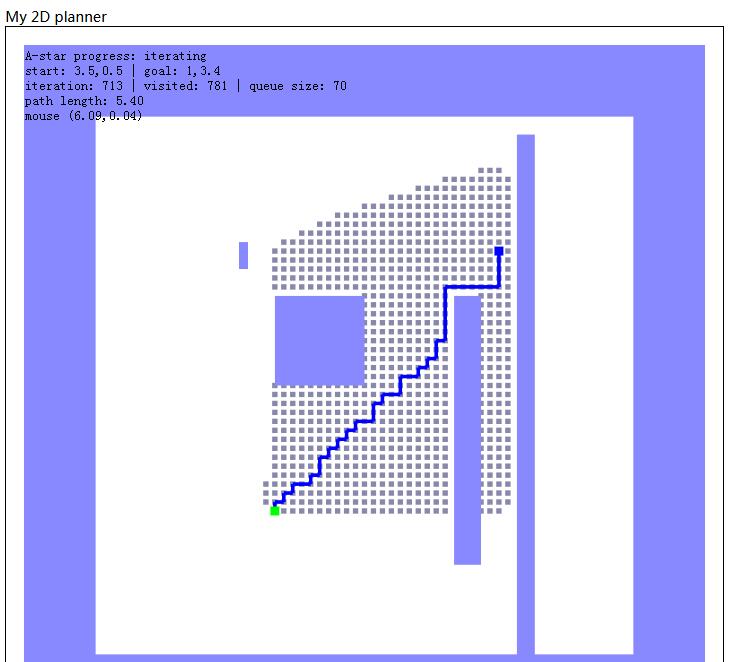 My 2D planner
A-star progress: iterating
start: 3.5,0.5 | goal: 1,3.4
iteration: 713 | visited: 781 | queue size: 70
path length: 5.40
mouse (6.09,0.04)